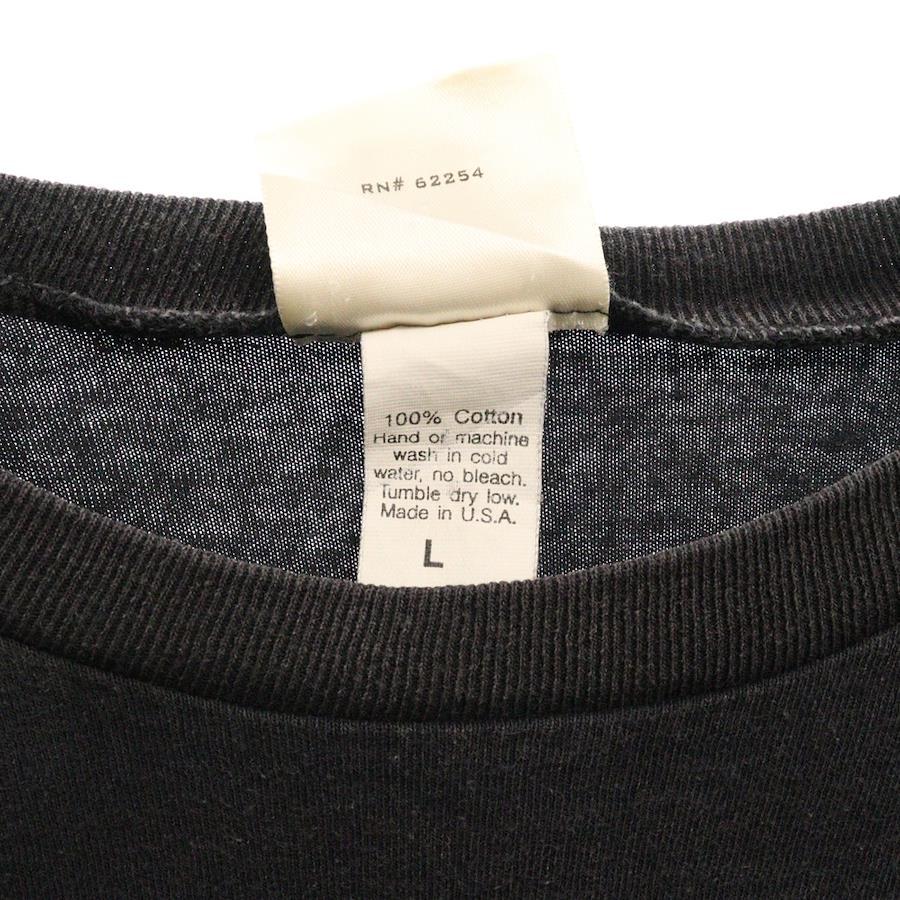 RN# 62254
100% Cotton
Hand or machine
wash in cold
water, no bleach.
Tumble dry low.
Made in U.S.A.
L